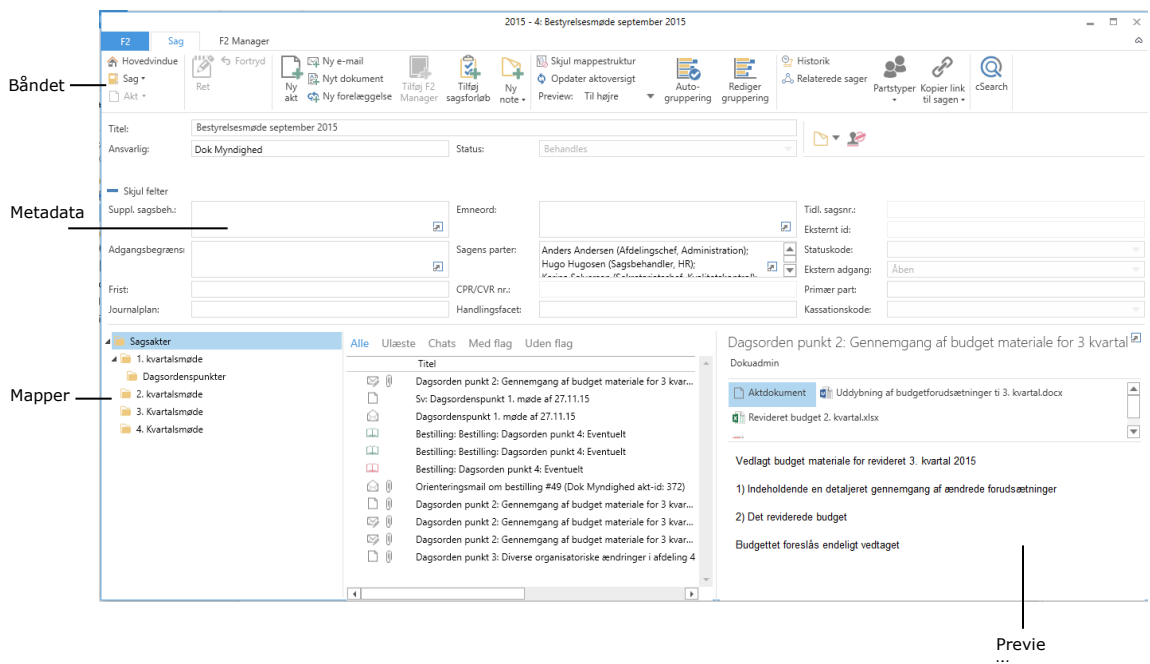 2015 - 4: Bestyrelsesmøde september 2015
F2 Sag F2 Manager
Hovedvindue
Sag
Akt
Ret
Fortryd
Ny
akt
Ny e-mail
Nyt dokument
Ny forelæggelse
Tilføj F2
Manager
Tilføj
sagsforløb
Ny
note
Skjul mappestruktur
Opdater aktoversigt
Preview: Til højre
Auto-
gruppering
Rediger
gruppering
Historik
Relaterede sager
Partstyper
Kopier link
til sagen
cSearch
Båndet
Titel: Bestyrelsesmøde september 2015
Ansvarlig: Dok Myndighed Status: Behandles
Skjul felter
Metadata
Suppl. sagsbeh.: Emneord: Tidl. sagsnr.:
Eksternt id:
Adgangsbegræns Sagens parter: Anders Andersen (Afdelingschef, Administration); Statuskode:
Hugo Hugosen (Sagsbehandler, HR); Ekstern adgang: Åben
Frist: CPR/CVR nr.: Primær part:
Journalplan: Handlingsfacet: Kassationskode:
Mapper
Sagsakter
1. kvartalsmøde
Dagsordenspunkter
2. kvartalsmøde
3. Kvartalsmøde
4. Kvartalsmøde
Alle Ulæste Chats Med flag Uden flag
Titel
Dagsorden punkt 2: Gennemgang af budget materiale for 3 kvar...
Sv: Dagsordenspunkt 1. møde af 27.11.15
Dagsordenspunkt 1. møde af 27.11.15
Bestilling: Bestilling: Dagsorden punkt 4: Eventuelt
Bestilling: Bestilling: Dagsorden punkt 4: Eventuelt
Bestilling: Dagsorden punkt 4: Eventuelt
Orienteringsmail om bestilling #49 (Dok Myndighed akt-id: 372)
Dagsorden punkt 2: Gennemgang af budget materiale for 3 kvar...
Dagsorden punkt 2: Gennemgang af budget materiale for 3 kvar...
Dagsorden punkt 2: Gennemgang af budget materiale for 3 kvar...
Dagsorden punkt 3: Diverse organisatoriske ændringer i afdeling 4
Dagsorden punkt 2: Gennemgang af budget materiale for 3 kvartal
Dokuadmin
Aktdokument Uddybning af budgetforudsætninger ti 3. kvartal.docx
Revideret budget 2. kvartal.xlsx
Vedlagt budget materiale for revideret 3. kvartal 2015
1) Indeholdende en detaljeret gennemgang af ændrede forudsætninger
2) Det reviderede budget
Budgettet foreslås endeligt vedtaget
Previe